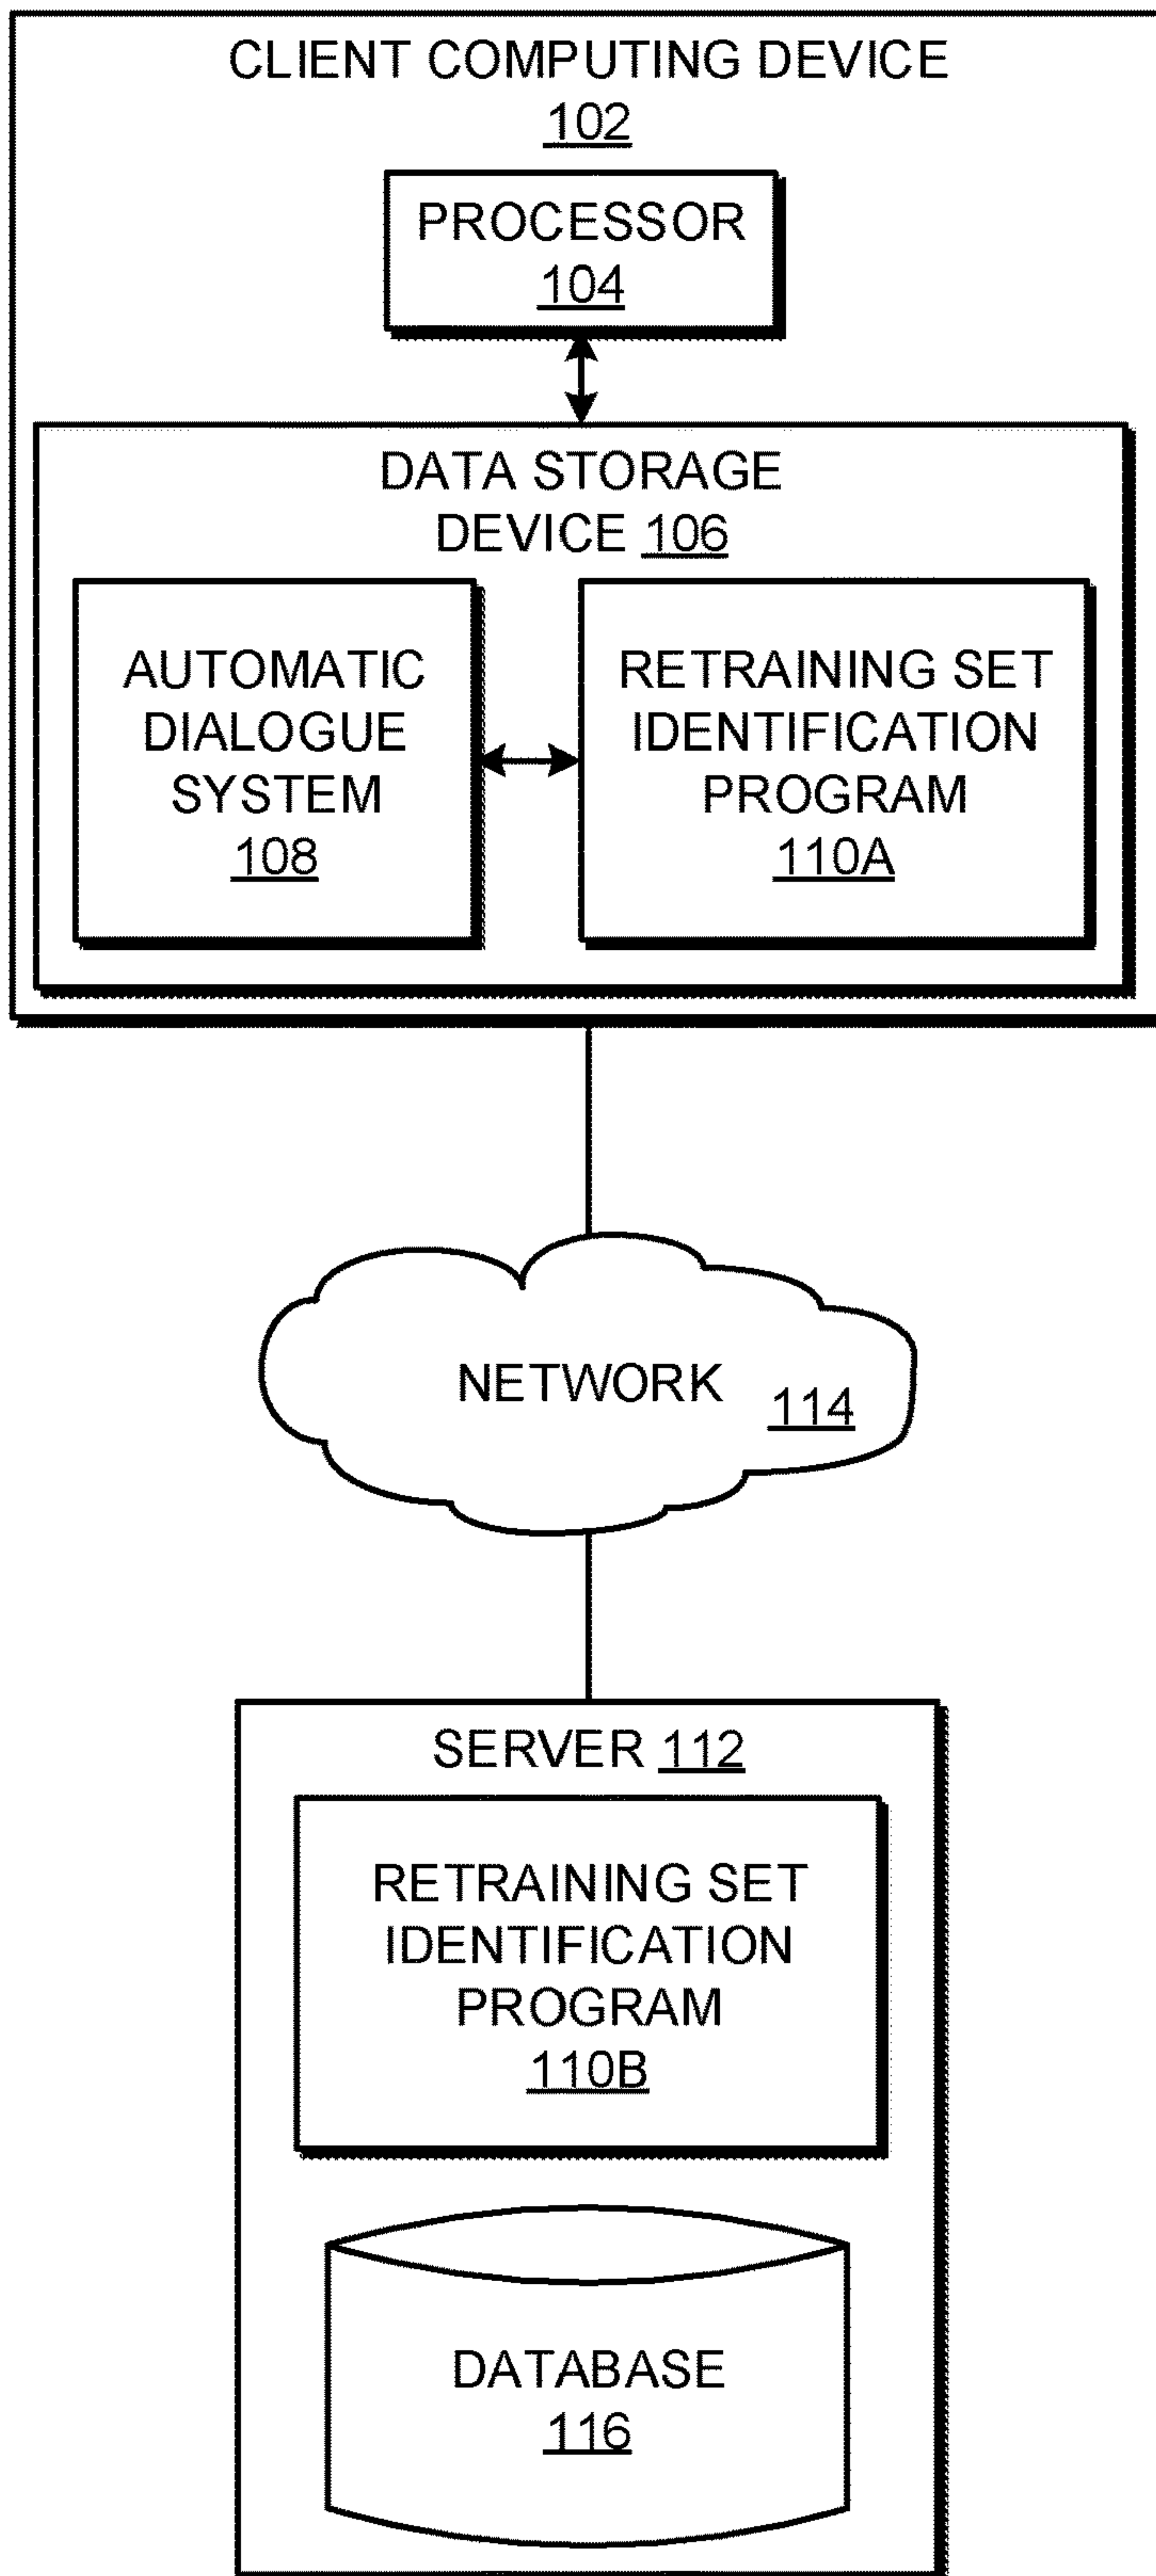 CLIENT COMPUTING DEVICE
102
PROCESSOR
104
DATA STORAGE
DEVICE 106
AUTOMATIC
DIALOGUE
SYSTEM
108
RETRAINING SET
IDENTIFICATION
PROGRAM
110A
NETWORK 114
SERVER 112
RETRAINING SET
IDENTIFICATION
PROGRAM
110B
DATABASE
116